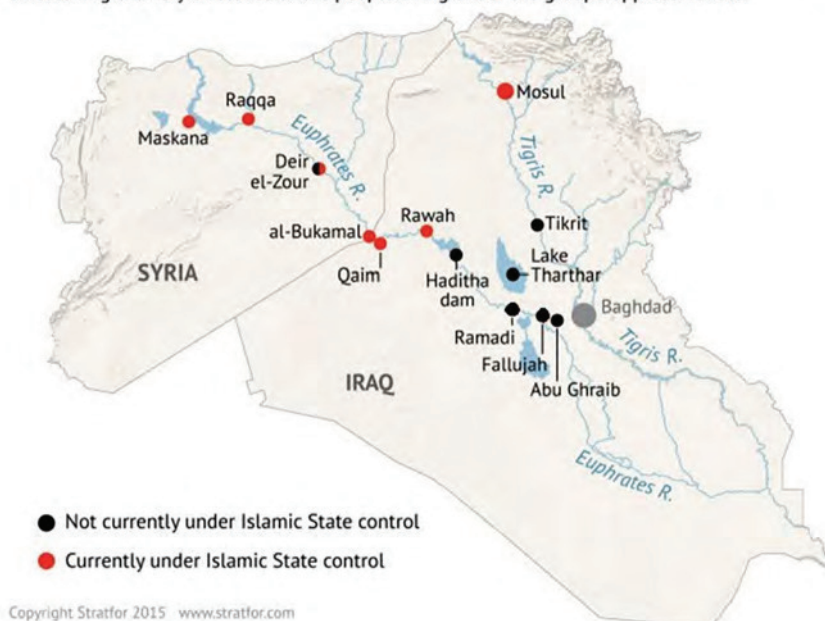 Mosul
Raqqa
Maskana
Euphrates R.
Deir
el-Zour
Tigris R.
Rawah
Tikrit
al-Bukamal
Lake
Tharthar
SYRIA
Qaim
Haditha
dam
Baghdad
Ramadi
Tigris R.
Fallujah
IRAQ
Abu Ghraib
Euphrates R.
Not currently under Islamic State control
Currently under Islamic State control
Copyright Stratfor 2015 www.stratfor.com